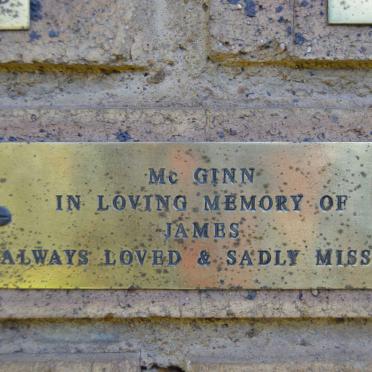 Mc GINN
IN LOVING MEMORY OF
JAMES
ALWAYS LOVED & SADLY MISS